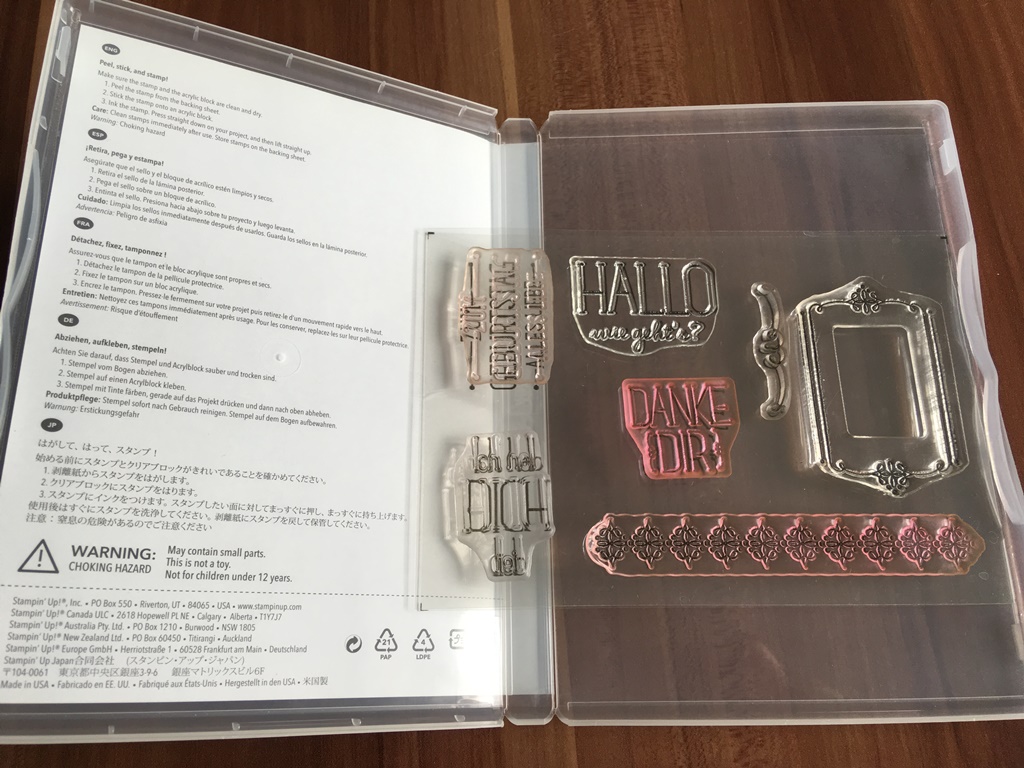 ENG
Peel, stick, and stamp!
Make sure the stamp and the acrylic block are clean and dry.
1. Peel the stamp from the backing sheet.
2. Stick the stamp onto an acrylic block.
3. Ink the stamp. Press straight down on your project, and then lift straight up.
Care: Clean stamps immediately after use. Store stamps on the backing sheet.
Warning: Choking hazard
ESP
¡Retira, pega y estampa!
Asegúrate que el sello y el bloque de acrílico estén limpios y secos.
1. Retira el sello de la lámina posterior.
2. Pega el sello sobre un bloque de acrílico.
3. Entinta el sello. Presiona hacia abajo sobre tu proyecto y luego levanta.
Cuidado: Limpia los sellos inmediatamente después de usarlos. Guarda los sellos en la lámina posterior.
Advertencia: Peligro de asfixia
FRA
Détachez, fixez, tamponnez !
Assurez-vous que le tampon et le bloc acrylique sont propres et secs.
1. Détachez le tampon de la pellicule protectrice.
2. Fixez le tampon sur un bloc acrylique.
3. Encrez le tampon. Pressez-le fermement sur votre projet puis retirez-le d'un mouvement rapide vers le haut.
Entretien: Nettoyez ces tampons immédiatement après usage. Pour les conserver, replacez les sur leur pellicule protectrice.
Avertissement: Risque d'étouffement
DE
Abziehen, aufkleben, stempeln!
Achten Sie darauf, dass Stempel und Acrylblock sauber und trocken sind.
1. Stempel vom Bogen abziehen.
2. Stempel auf einen Acrylblock kleben.
3. Stempel mit Tinte färben, gerade auf das Projekt drücken und dann nach oben abheben.
Produktpflege: Stempel sofort nach Gebrauch reinigen. Stempel auf dem Bogen aufbewahren.
Warnung: Erstickungsgefahr
JP
はがして、はって、スタンプ！
始める前にスタンプとクリアブロックがきれいであることを確かめてください。
1. 剥離紙からスタンプをはがします。
2. クリアブロックにスタンプをはります。
3. スタンプにインクをつけます。スタンプしたい面に対してまっすぐに押し、まっすぐに持ち上げます。
使用後はすぐにスタンプを洗浄してください。剥離紙にスタンプを戻して保管してください。
注意：窒息の危険があるのでご注意ください
WARNING:
CHOKING HAZARD
May contain small parts.
This is not a toy.
Not for children under 12 years.
Stampin' Up!®, Inc. • PO Box 550 • Riverton, UT • 84065 • USA • www.stampinup.com
Stampin' Up!® Canada ULC • 2618 Hopewell Pl NE • Calgary • Alberta • T1Y7J7
Stampin' Up!® Australia Pty. Ltd. • PO Box 1210 • Burwood • NSW 1805
Stampin' Up!® New Zealand Ltd. • PO Box 60450 • Titirangi • Auckland
Stampin' Up!® Europe GmbH • Herriotstraße 1 • 60528 Frankfurt am Main • Deutschland
Stampin' Up Japan合同会社 (スタンピン・アップ・ジャパン)
〒104-0061 東京都中央区銀座3-9-6 銀座マトリックスビル6F
Made in USA • Fabricado en EE. UU. • Fabriqué aux États-Unis • Hergestellt in den USA • 米国製
21
PAP
4
LDPE
ZUM
GEBURTSTAG
ALLES LIEBE
Ich hab
DICH
lieb
HALLO
wie geht's?
DANKE
DIR